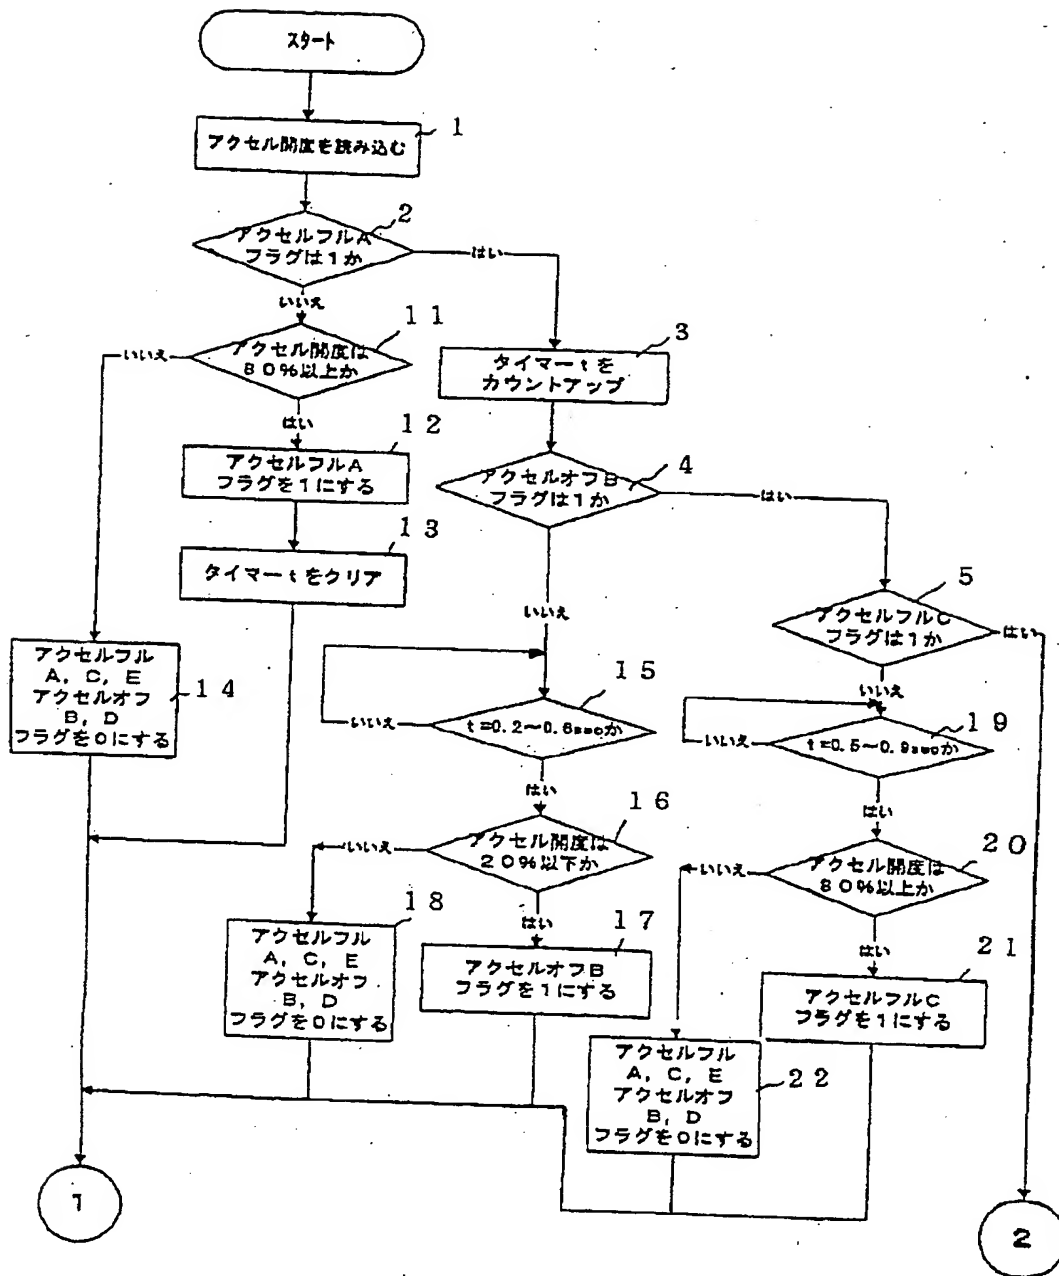 スタート
アクセル開度を読み込む
1
アクセルフルA
フラグは1か
2
はい
いいえ
アクセル開度は
80%以上か
11
いいえ
はい
アクセルフルA
フラグを1にする
12
タイマーtをクリア
13
アクセルフル
A, C, E
アクセルオフ
B, D
フラグを0にする
14
タイマーtを
カウントアップ
3
アクセルオフB
フラグは1か
4
はい
いいえ
アクセルフルC
フラグは1か
5
はい
いいえ
t=0.2~0.6secか
15
いいえ
はい
アクセル開度は
20%以下か
16
いいえ
はい
アクセルオフB
フラグを1にする
17
アクセルフル
A, C, E
アクセルオフ
B, D
フラグを0にする
18
t=0.5~0.9secか
19
いいえ
はい
アクセル開度は
80%以上か
20
いいえ
はい
アクセルフルC
フラグを1にする
21
アクセルフル
A, C, E
アクセルオフ
B, D
フラグを0にする
22
1
2